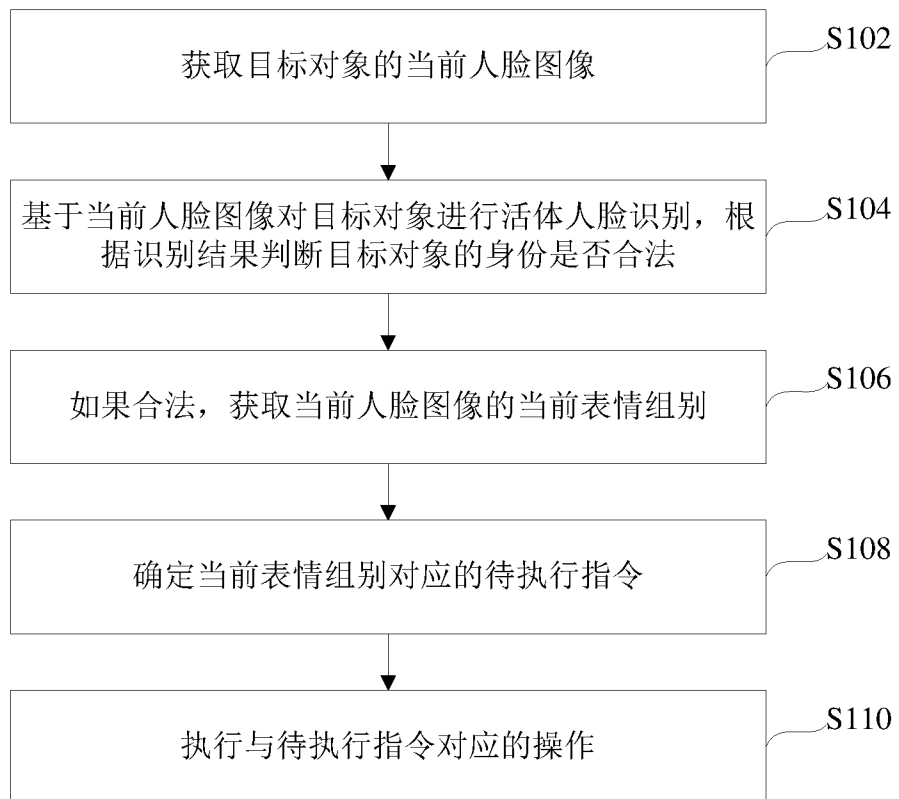 获取目标对象的当前人脸图像
S102
基于当前人脸图像对目标对象进行活体人脸识别，根
据识别结果判断目标对象的身份是否合法
S104
如果合法，获取当前人脸图像的当前表情组别
S106
确定当前表情组别对应的待执行指令
S108
执行与待执行指令对应的操作
S110